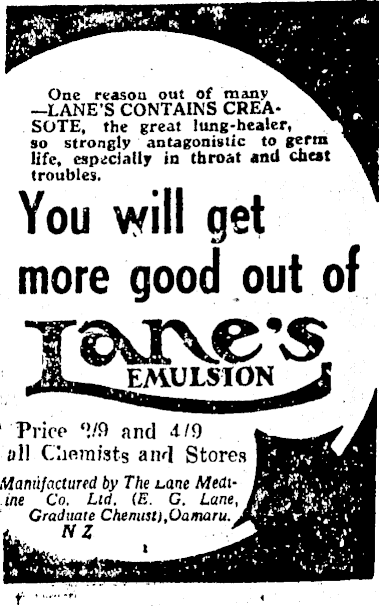 One reason out of many
—LANE'S CONTAINS CREA-
SOTE, the great lung-healer,
so strongly antagonistic to germ
life, especially in throat and chest
troubles.
You will get
more good out of
Lane's
EMULSION
Price 2/9 and 4/9
all Chemists and Stores
Manufactured by The Lane Medi-
ine Co. Ltd. (E. G. Lane,
Graduate Chemist), Oamaru.
N Z
1